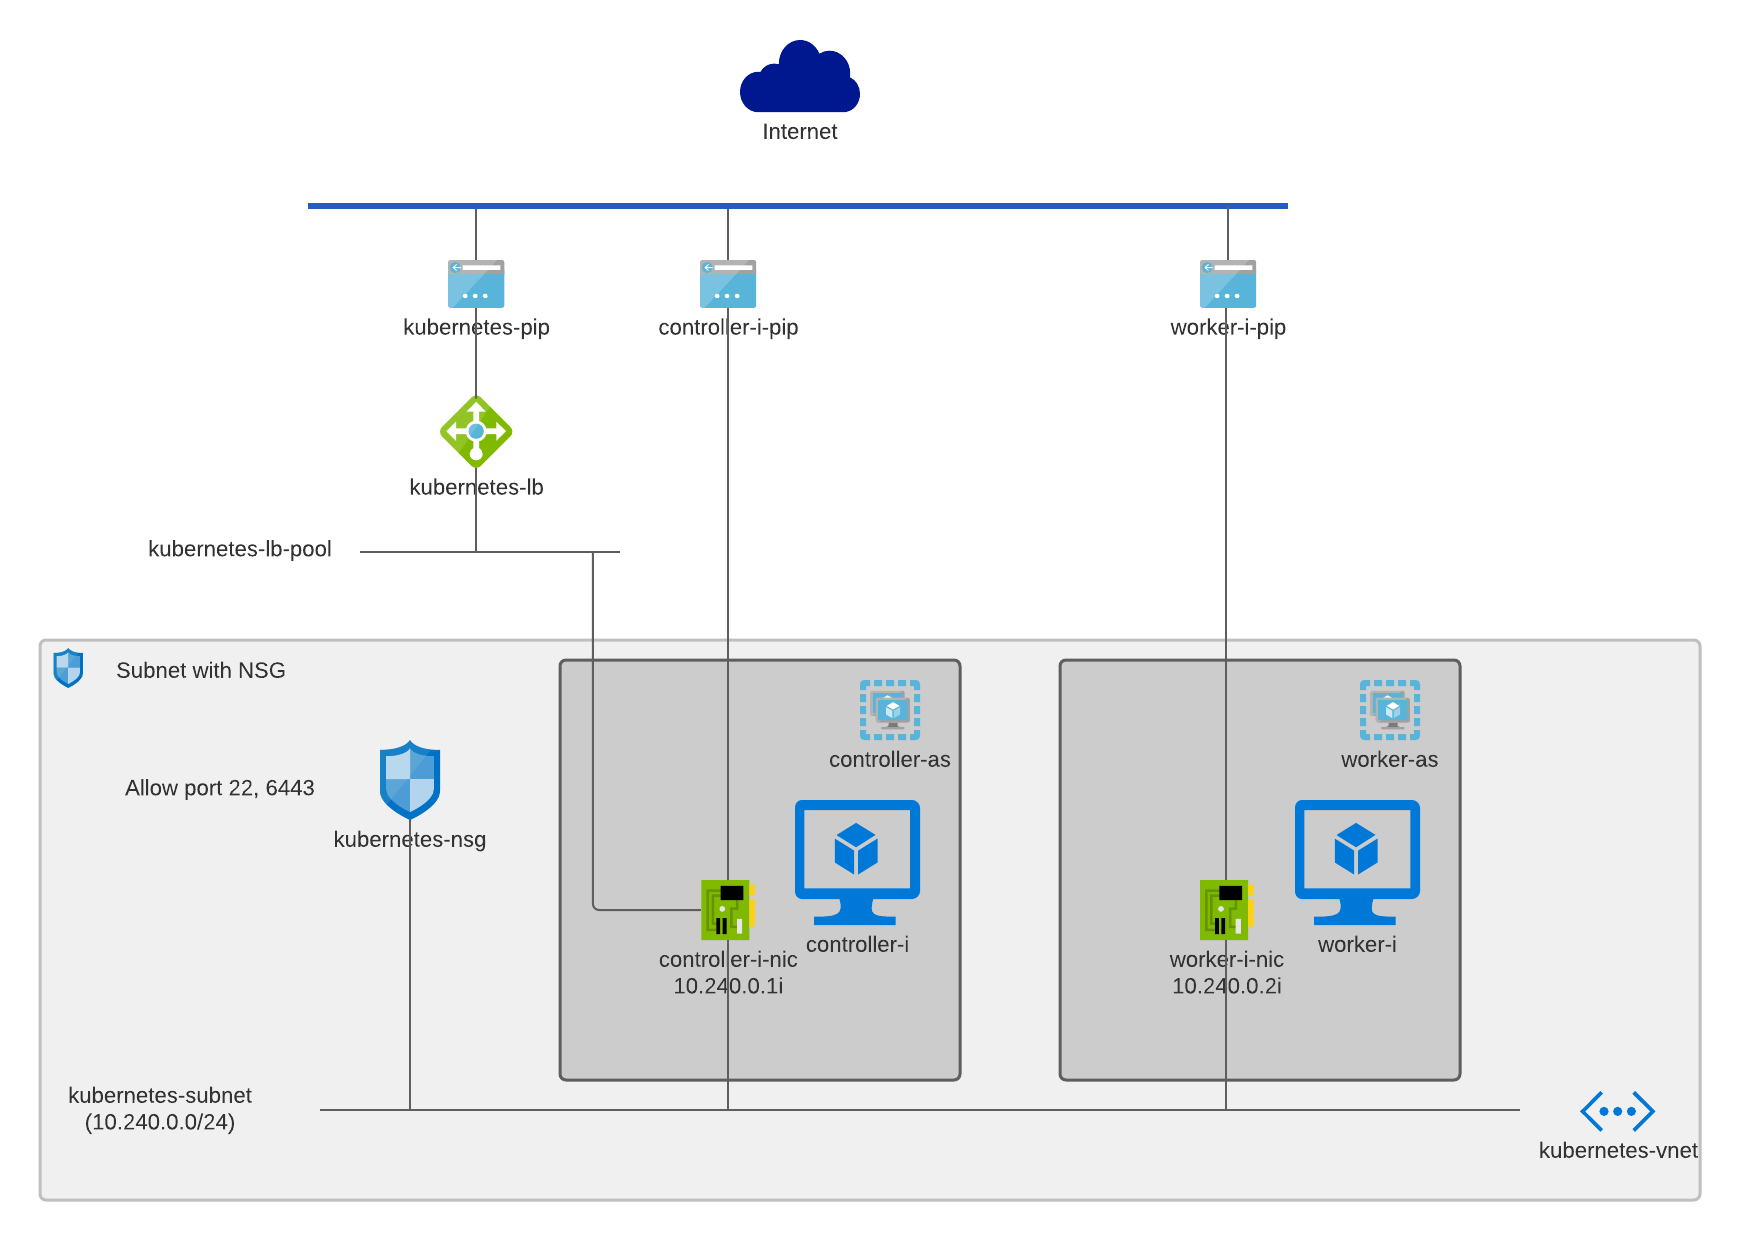 Internet
kubernetes-pip
controller-i-pip
worker-i-pip
kubernetes-lb
kubernetes-lb-pool
Subnet with NSG
controller-as
worker-as
Allow port 22, 6443
kubernetes-nsg
controller-i
worker-i
controller-i-nic
10.240.0.1i
worker-i-nic
10.240.0.2i
kubernetes-subnet
(10.240.0.0/24)
kubernetes-vnet